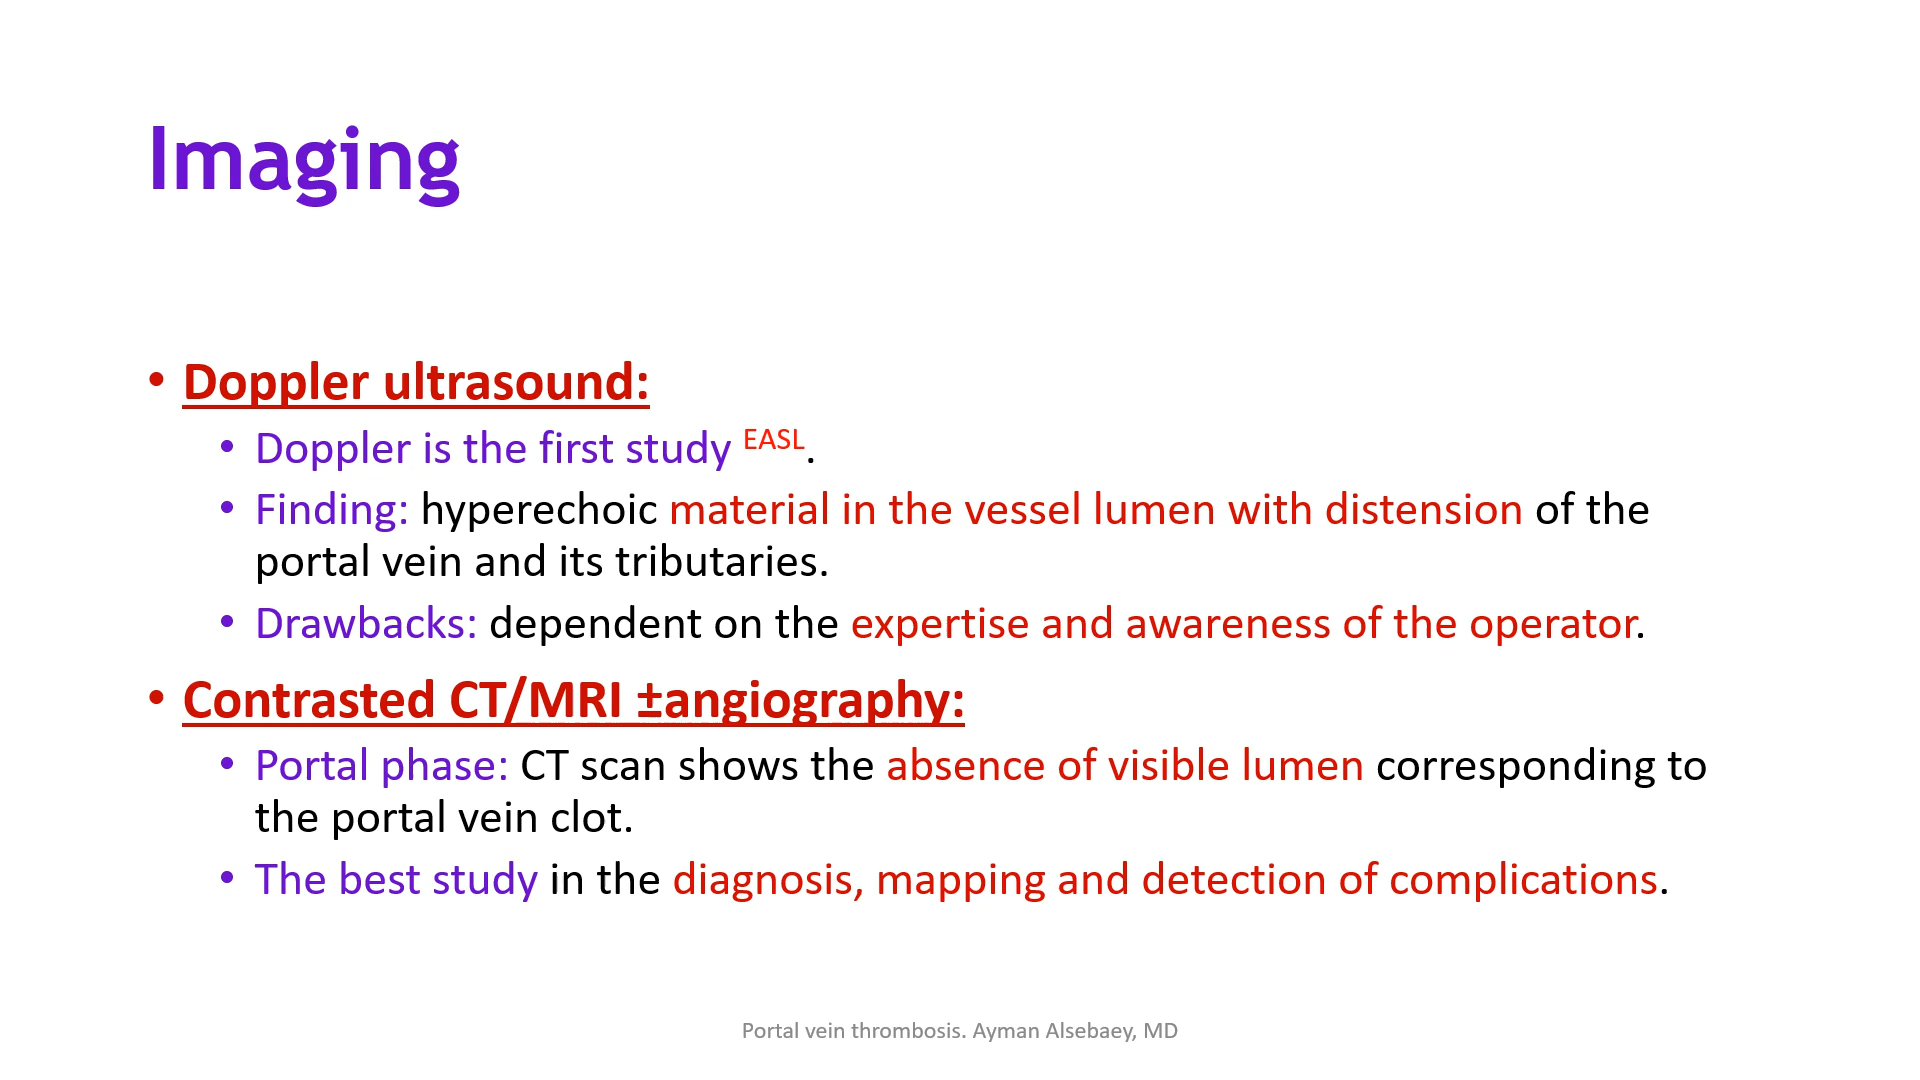 Imaging
• Doppler ultrasound:
• Doppler is the first study EASL.
• Finding: hyperechoic material in the vessel lumen with distension of the
portal vein and its tributaries.
• Drawbacks: dependent on the expertise and awareness of the operator.
• Contrasted CT/MRI ±angiography:
• Portal phase: CT scan shows the absence of visible lumen corresponding to
the portal vein clot.
• The best study in the diagnosis, mapping and detection of complications.
Portal vein thrombosis. Ayman Alsebaey, MD